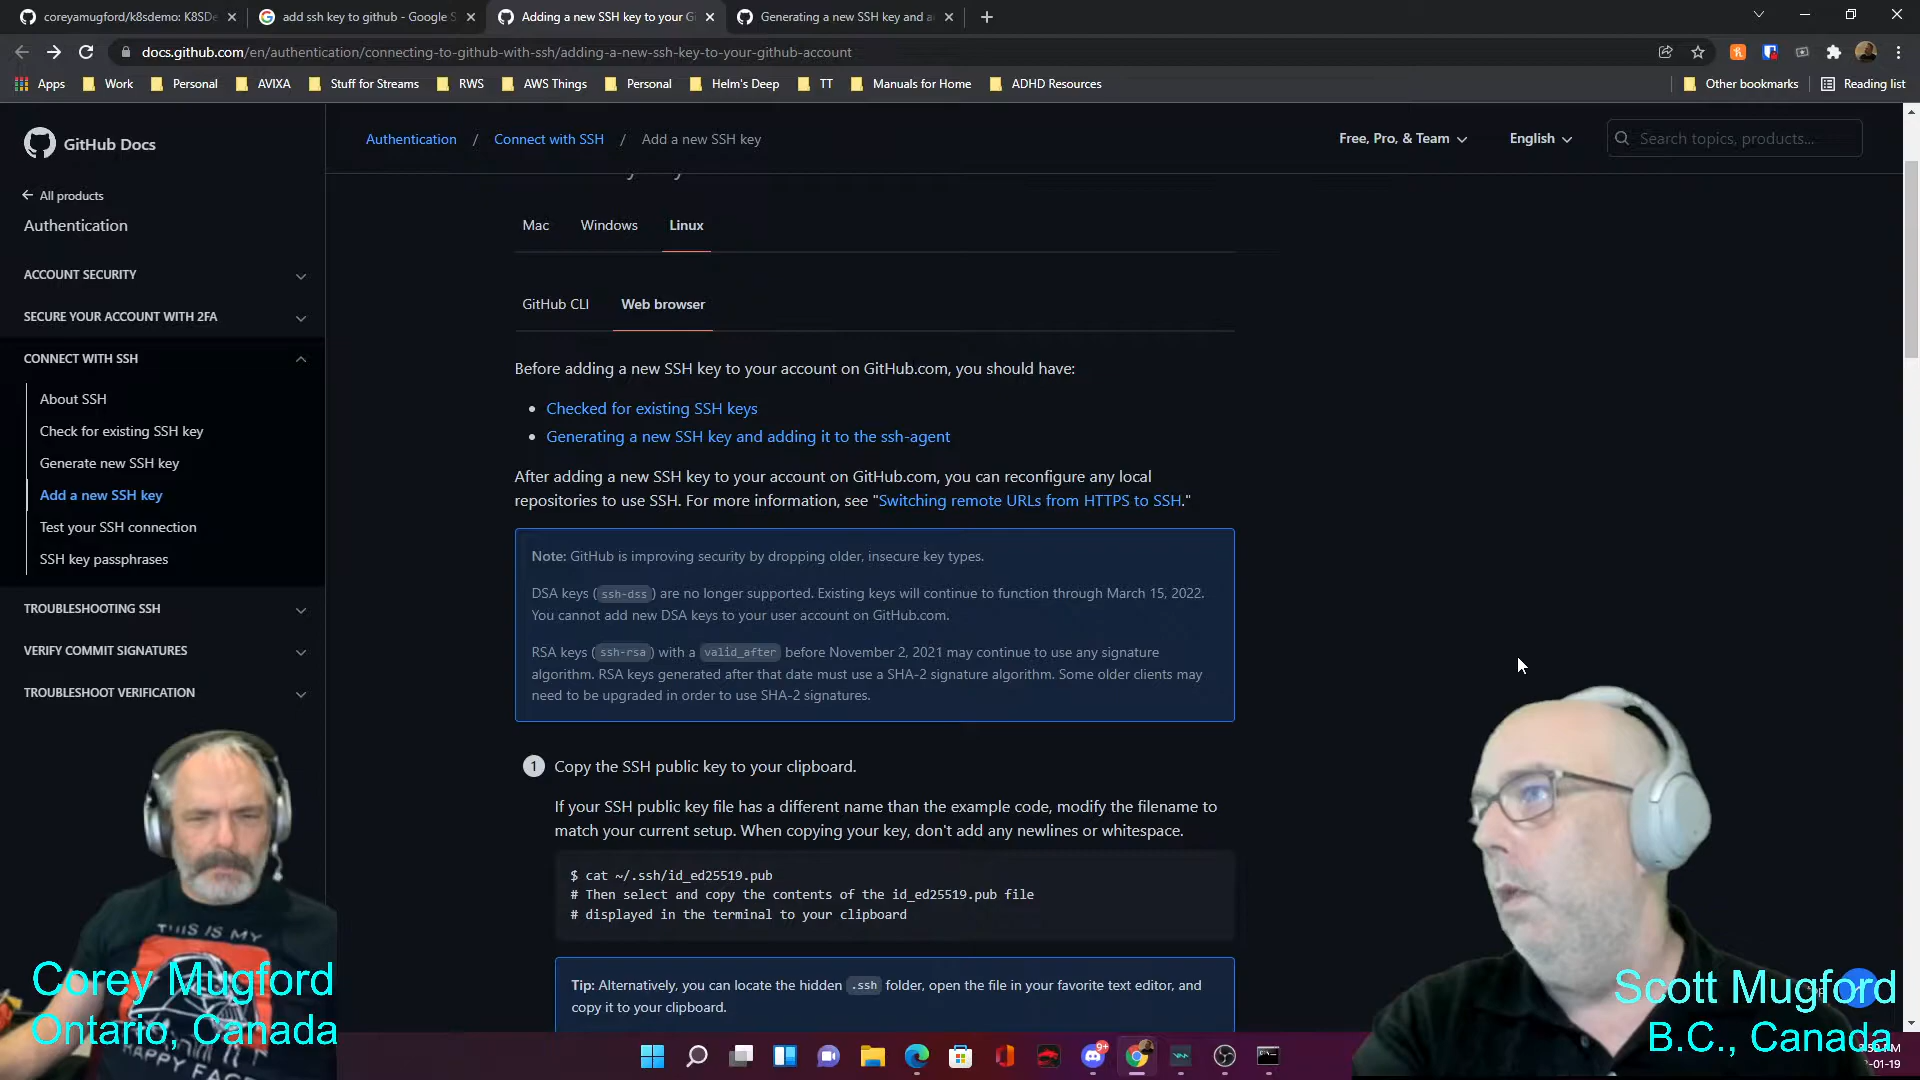 coreyamugford/k8sdemo: K8SDe
add ssh key to github - Google S
Adding a new SSH key to your G
Generating a new SSH key and a
docs.github.com/en/authentication/connecting-to-github-with-ssh/adding-a-new-ssh-key-to-your-github-account
Apps Work Personal AVIXA Stuff for Streams RWS AWS Things Personal Helm's Deep TT Manuals for Home ADHD Resources Other bookmarks Reading list
GitHub Docs
All products
Authentication
ACCOUNT SECURITY
SECURE YOUR ACCOUNT WITH 2FA
CONNECT WITH SSH
About SSH
Check for existing SSH key
Generate new SSH key
Add a new SSH key
Test your SSH connection
SSH key passphrases
TROUBLESHOOTING SSH
VERIFY COMMIT SIGNATURES
TROUBLESHOOT VERIFICATION
Authentication / Connect with SSH / Add a new SSH key
Free, Pro, & Team English Search topics, products...
Mac Windows Linux
GitHub CLI Web browser
Before adding a new SSH key to your account on GitHub.com, you should have:
• Checked for existing SSH keys
• Generating a new SSH key and adding it to the ssh-agent
After adding a new SSH key to your account on GitHub.com, you can reconfigure any local
repositories to use SSH. For more information, see "Switching remote URLs from HTTPS to SSH."
Note: GitHub is improving security by dropping older, insecure key types.
DSA keys (ssh-dss) are no longer supported. Existing keys will continue to function through March 15, 2022.
You cannot add new DSA keys to your user account on GitHub.com.
RSA keys (ssh-rsa) with a valid_after before November 2, 2021 may continue to use any signature
algorithm. RSA keys generated after that date must use a SHA-2 signature algorithm. Some older clients may
need to be upgraded in order to use SHA-2 signatures.
1 Copy the SSH public key to your clipboard.
If your SSH public key file has a different name than the example code, modify the filename to
match your current setup. When copying your key, don't add any newlines or whitespace.
$ cat ~/.ssh/id_ed25519.pub
# Then select and copy the contents of the id_ed25519.pub file
# displayed in the terminal to your clipboard
Tip: Alternatively, you can locate the hidden .ssh folder, open the file in your favorite text editor, and
copy it to your clipboard.
THIS IS MY
HAPPY FACE
Corey Mugford
Ontario, Canada
Scott Mugford
B.C., Canada
9+
-01-19